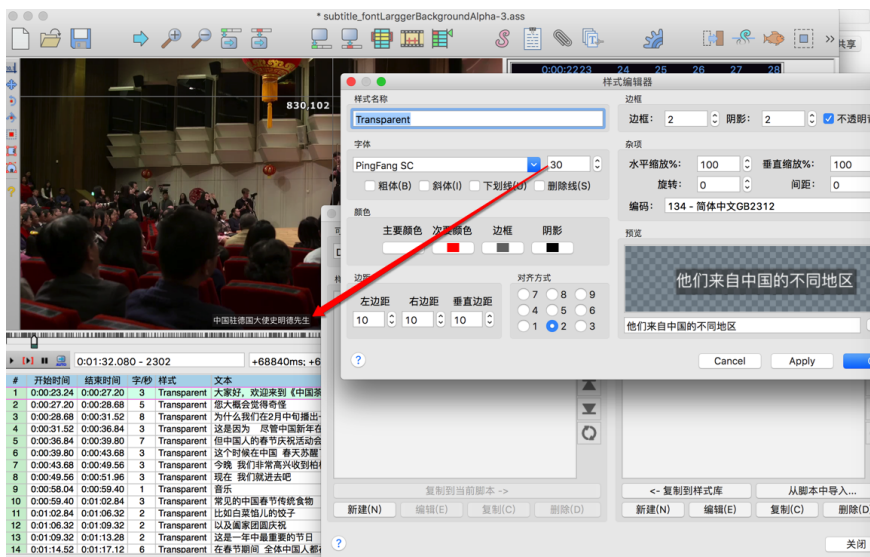 * subtitle_fontLarggerBackgroundAlpha-3.ass
共享
0:00:2223 24 25 26 27 28
830,102
中国驻德国大使史明德先生
样式编辑器
样式名称
Transparent
字体
PingFang SC 30
粗体(B) 斜体(I) 下划线(U) 删除线(S)
颜色
主要颜色 次要颜色 边框 阴影
边距
左边距 右边距 垂直边距
10 10 10
对齐方式
7 8 9
4 5 6
1 2 3
边框
边框: 2 阴影: 2 不透明
杂项
水平缩放%: 100 垂直缩放%: 100
旋转: 0 间距: 0
编码: 134 - 简体中文GB2312
预览
他们来自中国的不同地区
他们来自中国的不同地区
? Cancel Apply
0:01:32.080 - 2302 +68840ms; +6
# 开始时间 结束时间 字/秒 样式 文本
1 0:00:23.24 0:00:27.20 3 Transparent 大家好，欢迎来到《中国茶
2 0:00:27.20 0:00:28.68 5 Transparent 您大概会觉得奇怪
3 0:00:28.68 0:00:31.52 8 Transparent 为什么我们在2月中旬播出
4 0:00:31.52 0:00:36.84 3 Transparent 这是因为 尽管中国新年在
5 0:00:36.84 0:00:39.80 7 Transparent 但中国人的春节庆祝活动会
6 0:00:39.80 0:00:43.68 3 Transparent 这个时候在中国 春天苏醒
7 0:00:43.68 0:00:49.56 3 Transparent 今晚 我们非常高兴收到柏
8 0:00:49.56 0:00:51.96 3 Transparent 现在 我们就进去吧
9 0:00:58.04 0:00:59.40 1 Transparent 音乐
10 0:00:59.40 0:01:02.84 3 Transparent 常见的中国春节传统食物
11 0:01:02.84 0:01:06.32 2 Transparent 比如白菜馅儿的饺子
12 0:01:06.32 0:01:09.32 2 Transparent 以及阖家团圆庆祝
13 0:01:09.32 0:01:13.28 2 Transparent 这是一年中最重要的节日
14 0:01:14.52 0:01:17.12 6 Transparent 在春节期间 全体中国人都
复制到当前脚本 ->
新建(N) 编辑(E) 复制(C) 删除(D)
<- 复制到样式库 从脚本中导入...
新建(N) 编辑(E) 复制(C) 删除(D
? 关闭